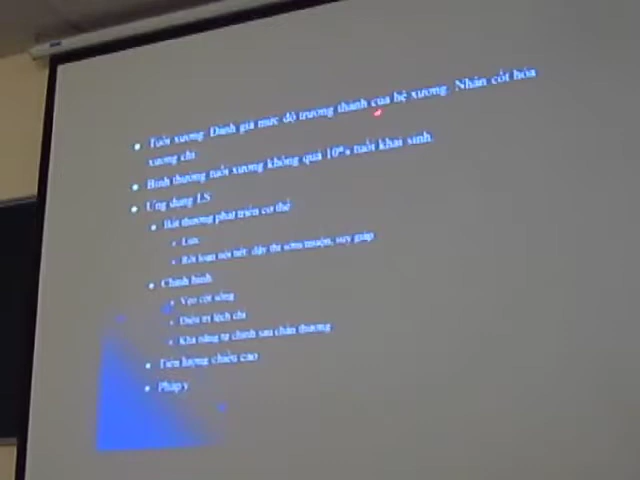 Tuổi xương: Đánh giá mức độ trưởng thành của hệ xương. Nhân cốt hóa
xương chi
Bình thường tuổi xương không quá 10% tuổi khai sinh.
Ứng dụng LS
Bất thường phát triển cơ thể
Lùn
Rối loạn nội tiết: dậy thì sớm/muộn, suy giáp
Chỉnh hình
Vẹo cột sống
Điều trị lệch chi
Khả năng tự chỉnh sau chấn thương
Tiên lượng chiều cao
Pháp y